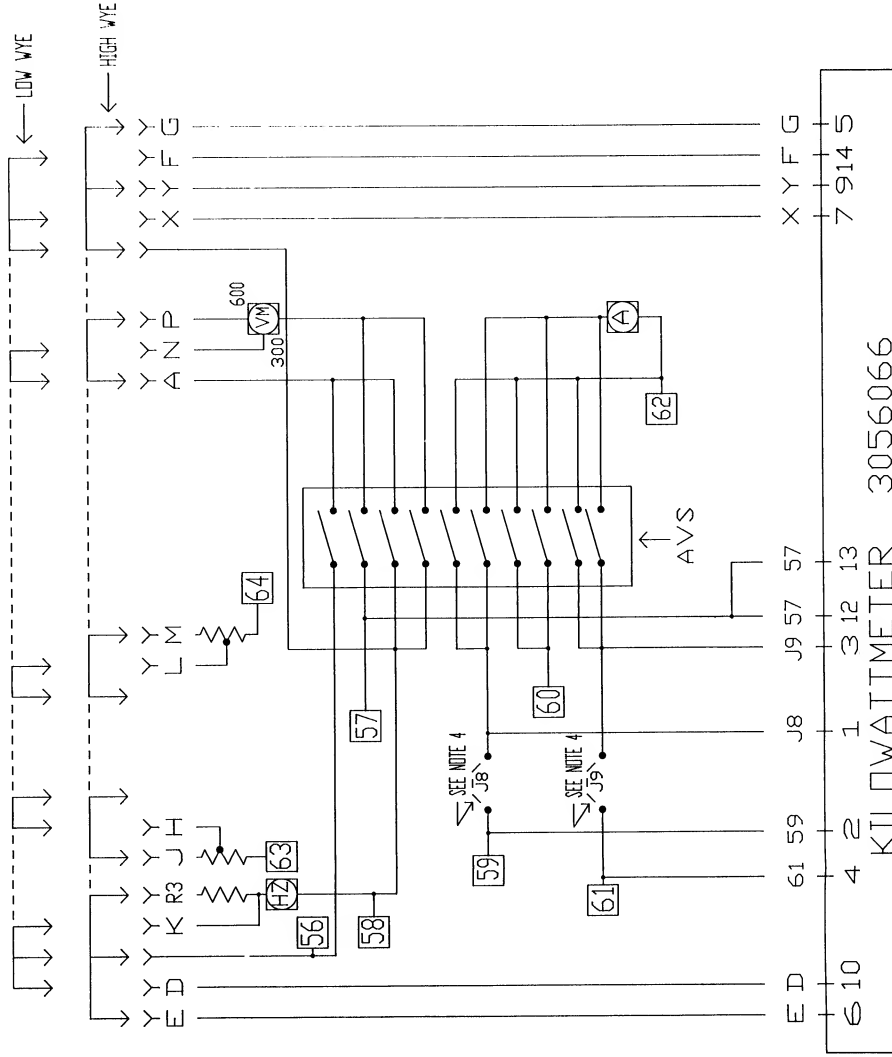 LOW WYE
HIGH WYE
E D K R3 J H L M A N P X Y F G
600
VM
300
HZ
63
64
56
58
57
A
62
AVS
60
SEE NOTE 4
J8
SEE NOTE 4
J9
59
61
E D 61 59 J8 J9 57 57 X Y F G
6 10 4 2 1 3 12 13 7 9 14 5
KILOWATTMETER 3056066